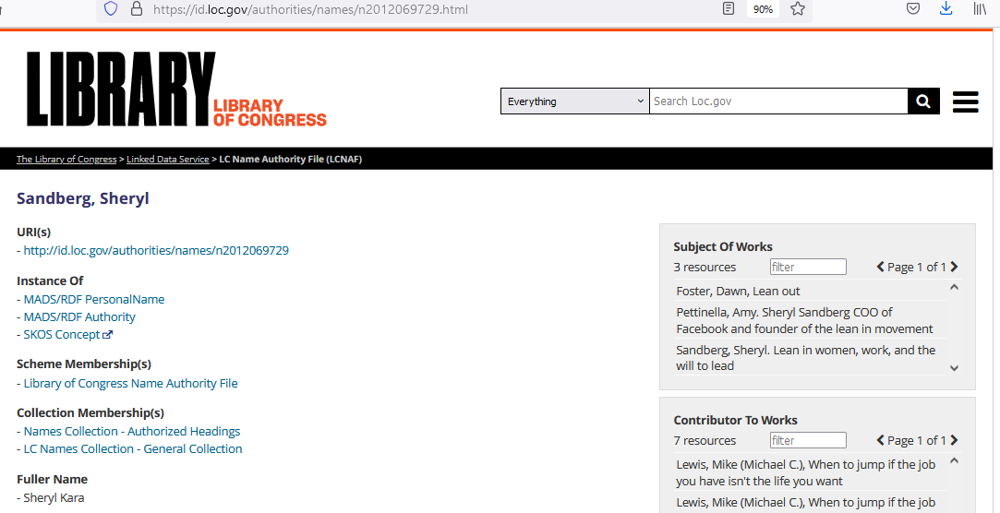 https://id.loc.gov/authorities/names/n2012069729.html
90%
LIBRARY
LIBRARY
OF CONGRESS
Everything
Search Loc.gov
The Library of Congress > Linked Data Service > LC Name Authority File (LCNAF)
Sandberg, Sheryl
URI(s)
- http://id.loc.gov/authorities/names/n2012069729
Instance Of
- MADS/RDF PersonalName
- MADS/RDF Authority
- SKOS Concept
Scheme Membership(s)
- Library of Congress Name Authority File
Collection Membership(s)
- Names Collection - Authorized Headings
- LC Names Collection - General Collection
Fuller Name
- Sheryl Kara
Subject Of Works
3 resources filter Page 1 of 1
Foster, Dawn, Lean out
Pettinella, Amy. Sheryl Sandberg COO of
Facebook and founder of the lean in movement
Sandberg, Sheryl. Lean in women, work, and the
will to lead
Contributor To Works
7 resources filter Page 1 of 1
Lewis, Mike (Michael C.), When to jump if the job
you have isn't the life you want
Lewis, Mike (Michael C.), When to jump if the job